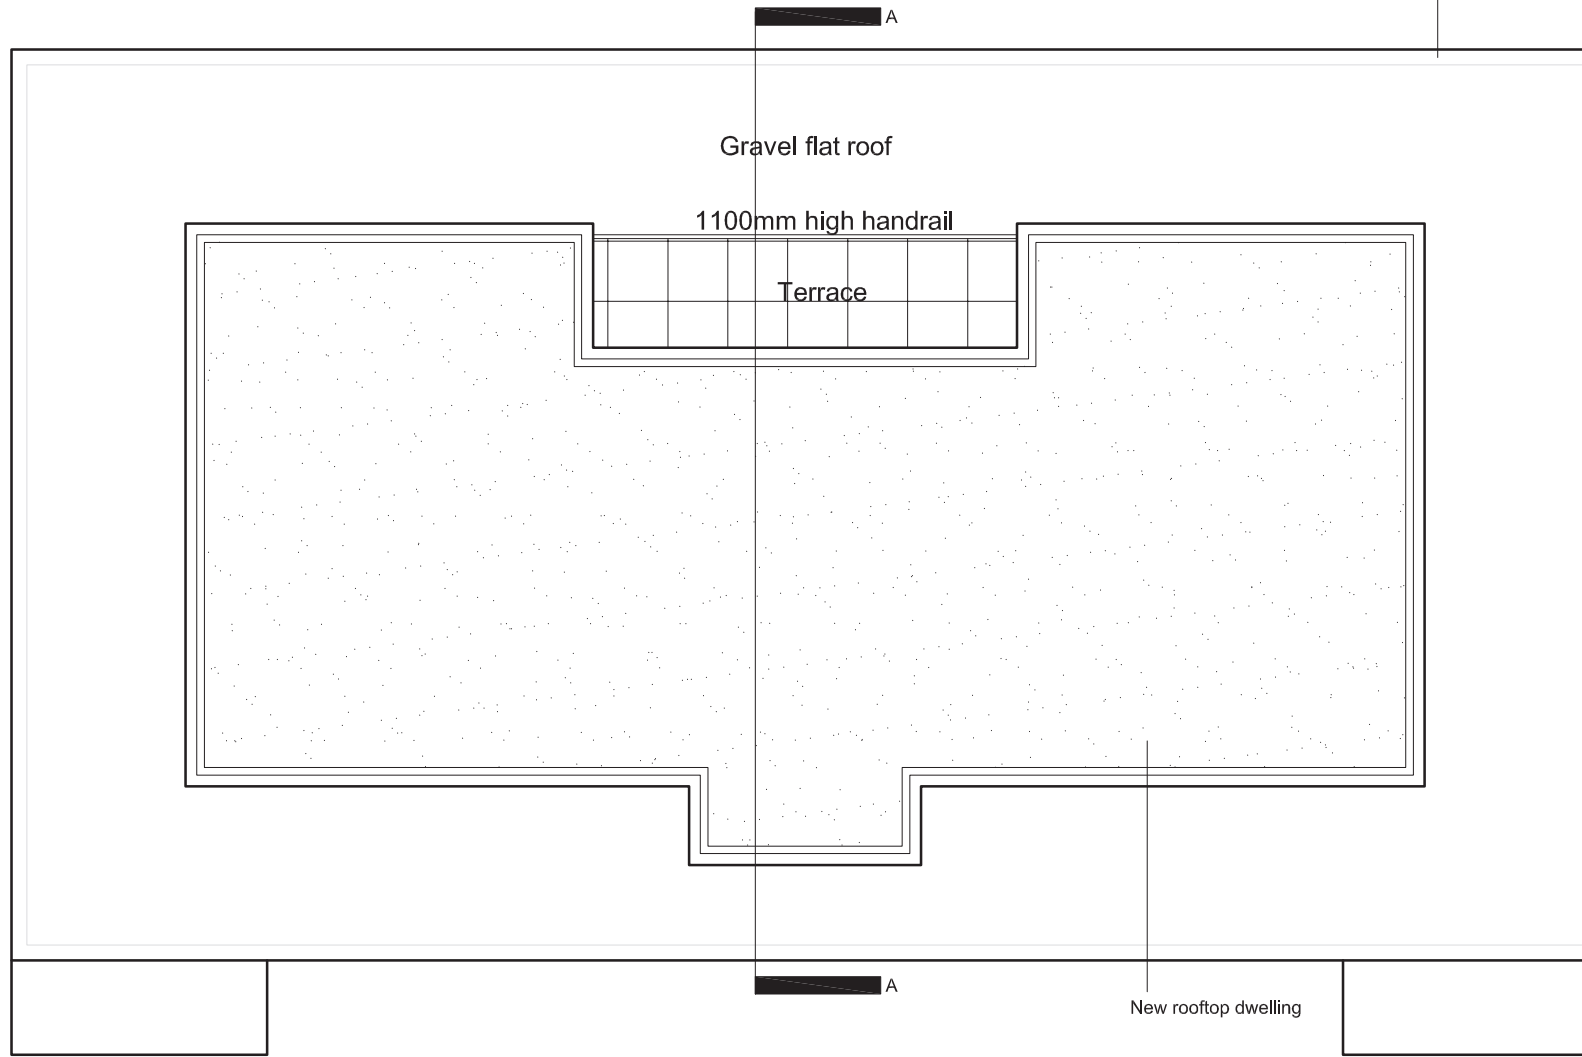 A
Gravel flat roof
1100mm high handrail
Terrace
A
New rooftop dwelling